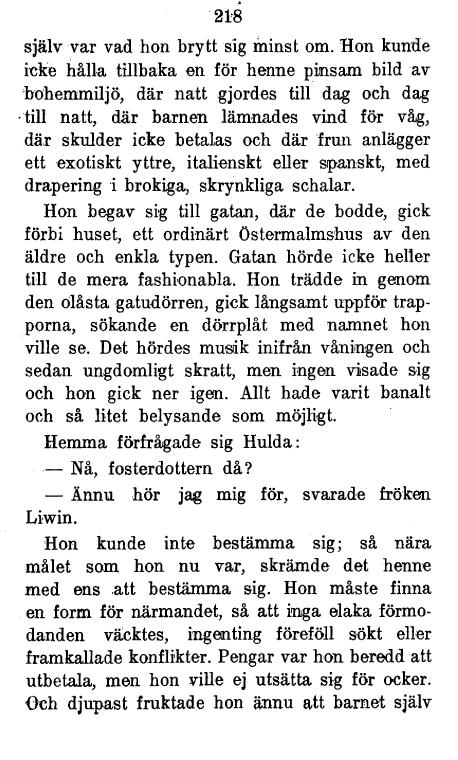 218
själv var vad hon brytt sig minst om. Hon kunde
icke hålla tillbaka en för henne pinsam bild av
bohemmiljö, där natt gjordes till dag och dag
till natt, där barnen lämnades vind för våg,
där skulder icke betalas och där frun anlägger
ett exotiskt yttre, italienskt eller spanskt, med
drapering i brokiga, skrynkliga schalar.
Hon begav sig till gatan, där de bodde, gick
förbi huset, ett ordinärt Östermalmshus av den
äldre och enkla typen. Gatan hörde icke heller
till de mera fashionabla. Hon trädde in genom
den olåsta gatudörren, gick långsamt uppför trap-
porna, sökande en dörrplåt med namnet hon
ville se. Det hördes musik inifrån våningen och
sedan ungdomligt skratt, men ingen visade sig
och hon gick ner igen. Allt hade varit banalt
och så litet belysande som möjligt.
Hemma förfrågade sig Hulda:
— Nå, fosterdottern då?
— Ännu hör jag mig för, svarade fröken
Liwin.
Hon kunde inte bestämma sig; så nära
målet som hon nu var, skrämde det henne
med ens att bestämma sig. Hon måste finna
en form för närmandet, så att inga elaka förmo-
danden väcktes, ingenting föreföll sökt eller
framkallade konflikter. Pengar var hon beredd att
utbetala, men hon ville ej utsätta sig för ocker.
Och djupast fruktade hon ännu att barnet själv